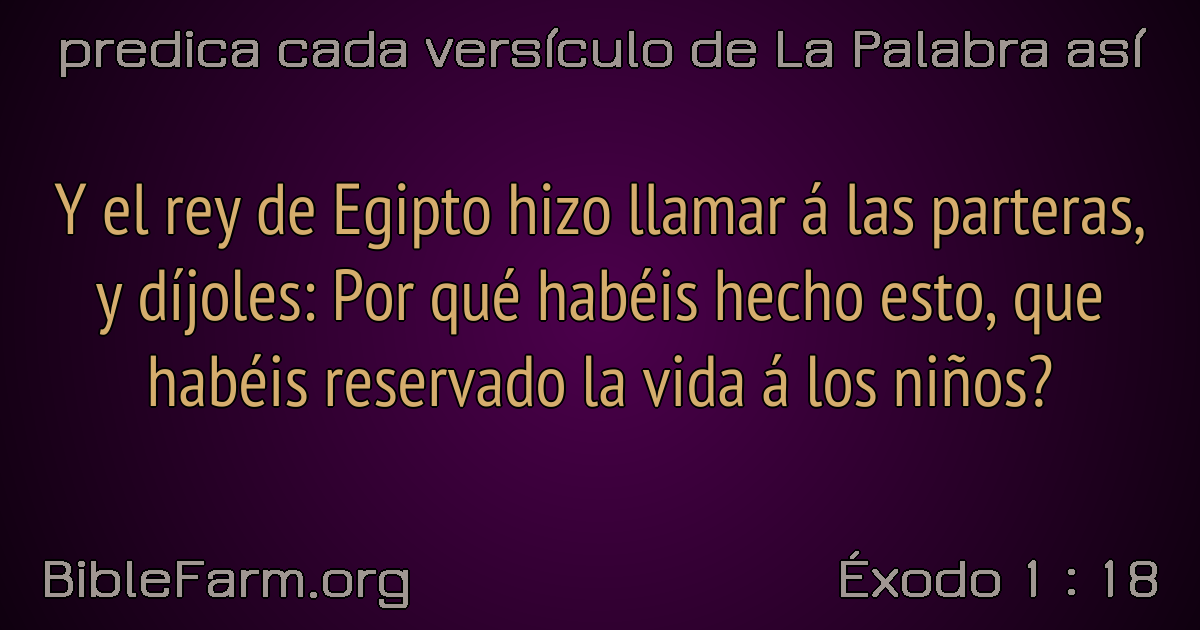 predica cada versículo de La Palabra así
Y el rey de Egipto hizo llamar á las parteras,
y díjoles: Por qué habéis hecho esto, que
habéis reservado la vida á los niños?
BibleFarm.org
Éxodo 1 : 18